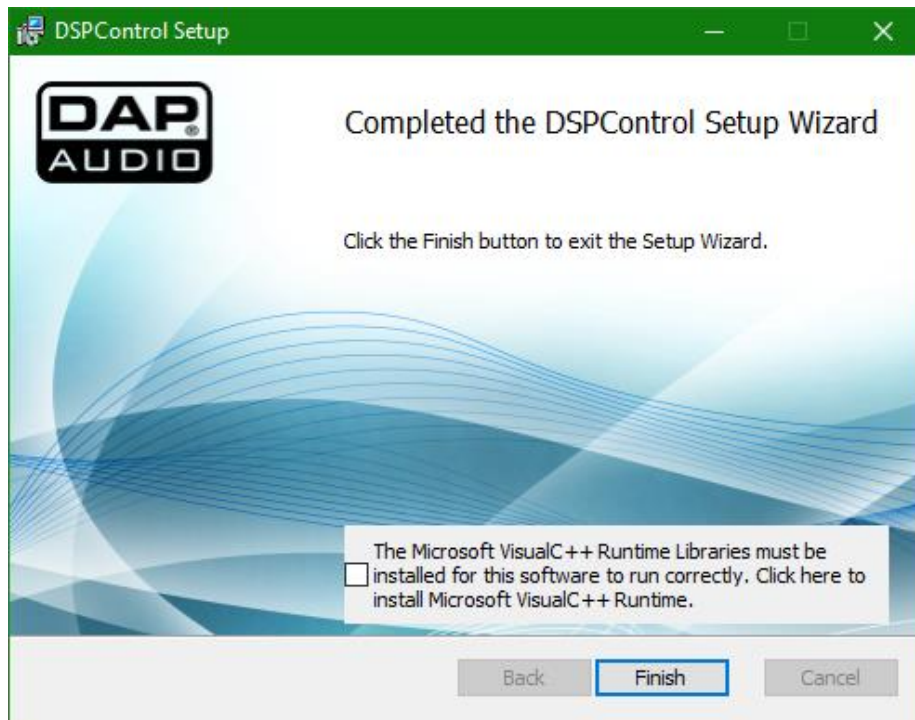 DSPControl Setup
DAP®
AUDIO
Completed the DSPControl Setup Wizard
Click the Finish button to exit the Setup Wizard.
The Microsoft VisualC++ Runtime Libraries must be
installed for this software to run correctly. Click here to
install Microsoft VisualC++ Runtime.
Back Finish Cancel